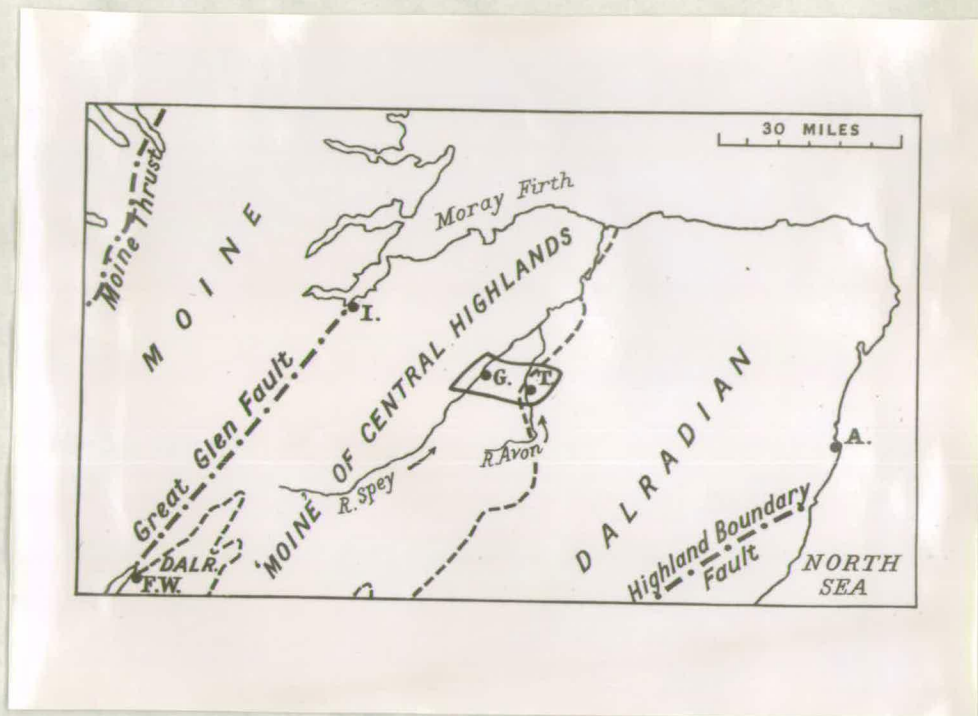 30 MILES
Moine Thrust
MOINE
Moray Firth
I.
'MOINE' OF CENTRAL HIGHLANDS
Great Glen Fault
G.
T.
R. Avon
R. Spey
A.
DALRADIAN
DALR.
F.W.
Highland Boundary
Fault
NORTH
SEA